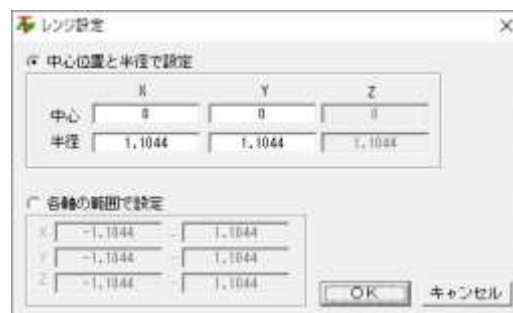 レンジ設定
中心位置と半径で設定
X Y Z
中心 0 0 0
半径 1.1044 1.1044 1.1044
各軸の範囲で設定
X -1.1044 - 1.1044
Y -1.1044 - 1.1044
Z -1.1044 - 1.1044
OK キャンセル